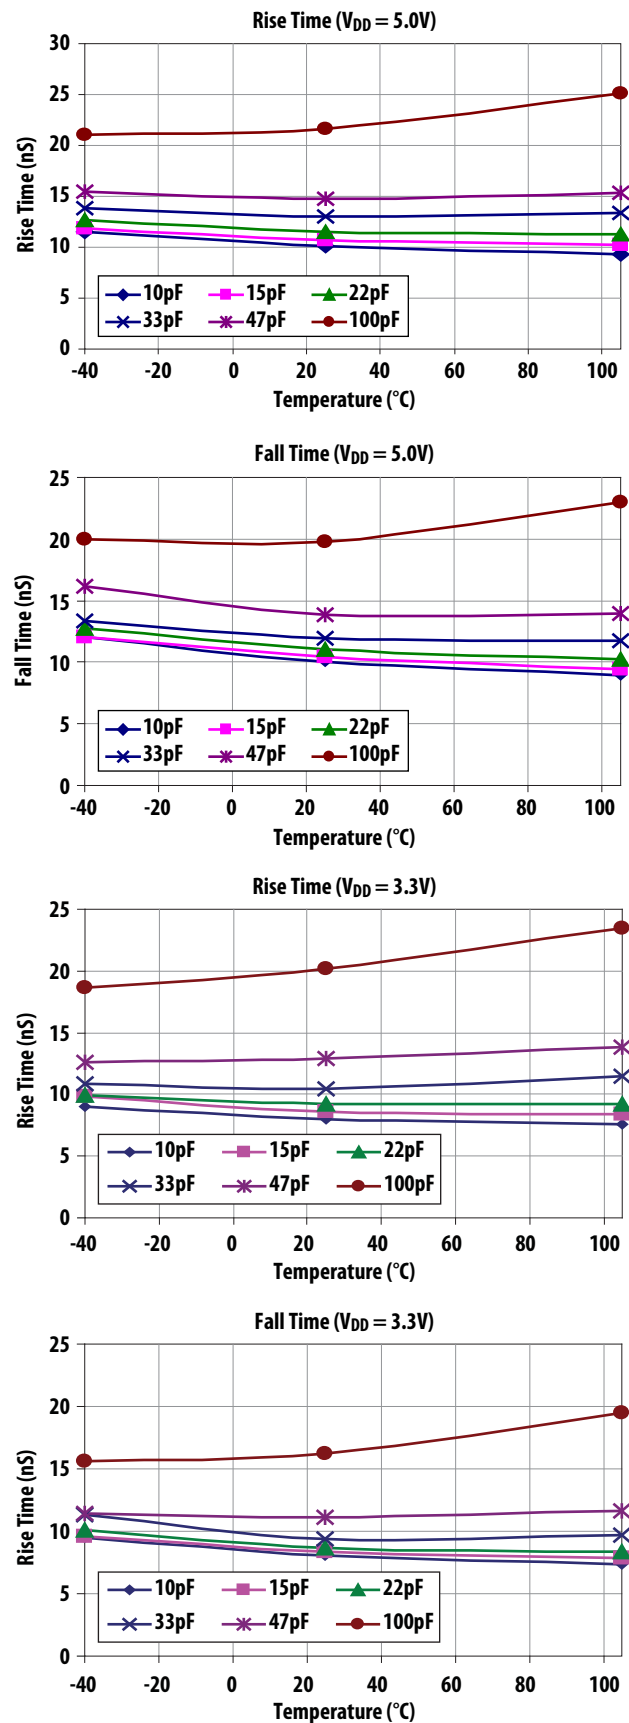 Rise Time (VDD = 5.0V)
30
25
20
15
10
5
0
Rise Time (nS)
10pF 15pF 22pF
33pF 47pF 100pF
-40 -20 0 20 40 60 80 100
Temperature (°C)
Fall Time (VDD = 5.0V)
25
20
15
10
5
0
Fall Time (nS)
10pF 15pF 22pF
33pF 47pF 100pF
-40 -20 0 20 40 60 80 100
Temperature (°C)
Rise Time (VDD = 3.3V)
25
20
15
10
5
0
Rise Time (nS)
10pF 15pF 22pF
33pF 47pF 100pF
-40 -20 0 20 40 60 80 100
Temperature (°C)
Fall Time (VDD = 3.3V)
25
20
15
10
5
0
Rise Time (nS)
10pF 15pF 22pF
33pF 47pF 100pF
-40 -20 0 20 40 60 80 100
Temperature (°C)